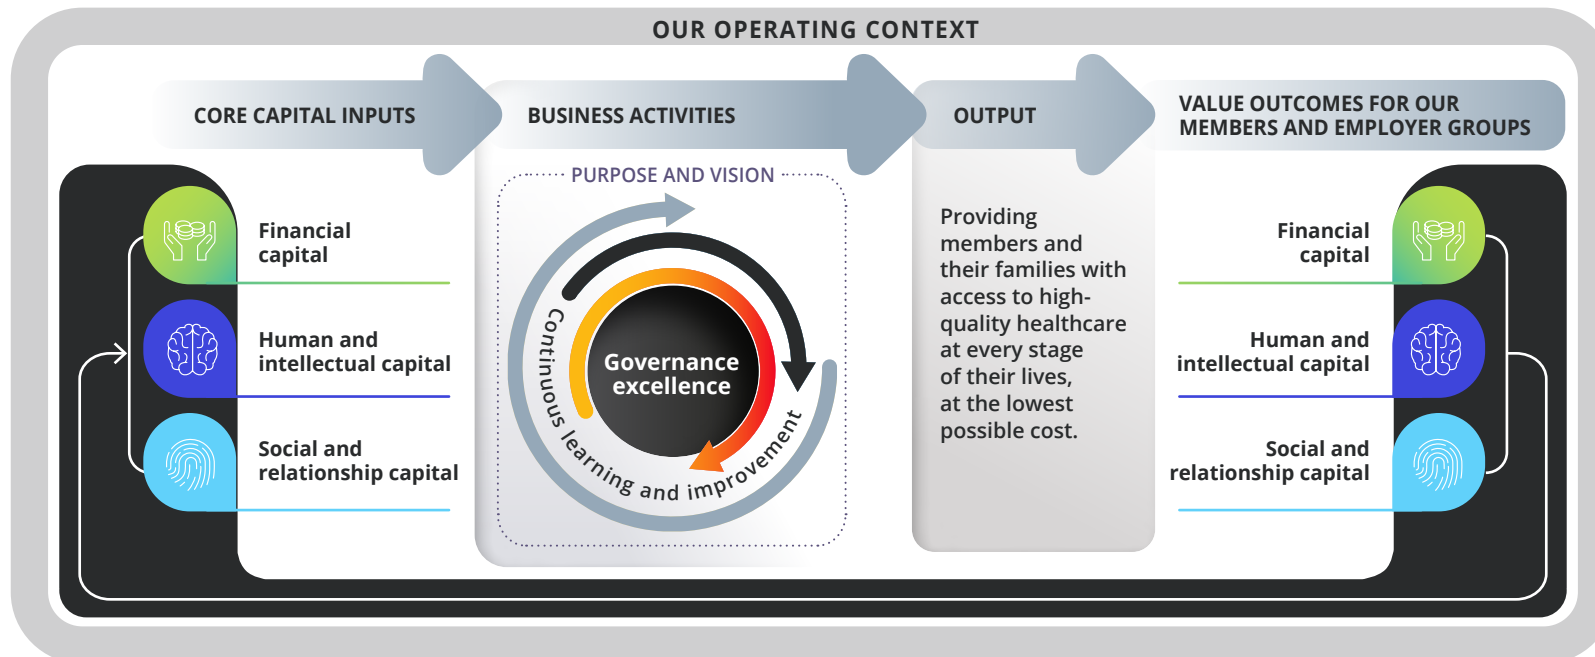 OUR OPERATING CONTEXT
CORE CAPITAL INPUTS
Financial
capital
Human and
intellectual capital
Social and
relationship capital
BUSINESS ACTIVITIES
PURPOSE AND VISION
Governance
excellence
Continuous learning and improvement
OUTPUT
Providing
members and
their families with
access to high-
quality healthcare
at every stage
of their lives,
at the lowest
possible cost.
VALUE OUTCOMES FOR OUR
MEMBERS AND EMPLOYER GROUPS
Financial
capital
Human and
intellectual capital
Social and
relationship capital